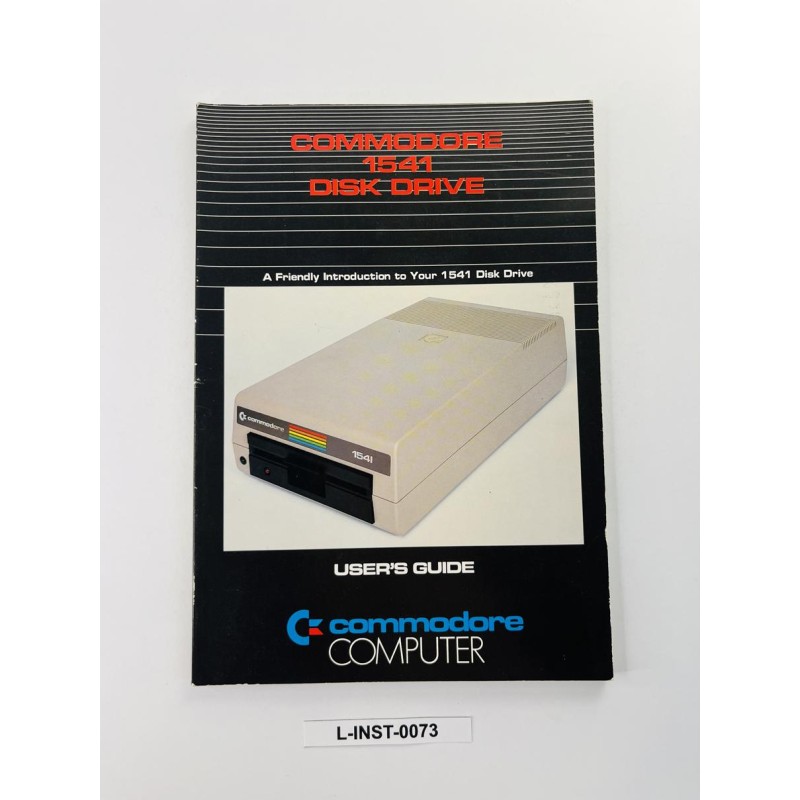 COMMODORE
1541
DISK DRIVE
A Friendly Introduction to Your 1541 Disk Drive
commodore
1541
USER'S GUIDE
commodore
COMPUTER
L-INST-0073